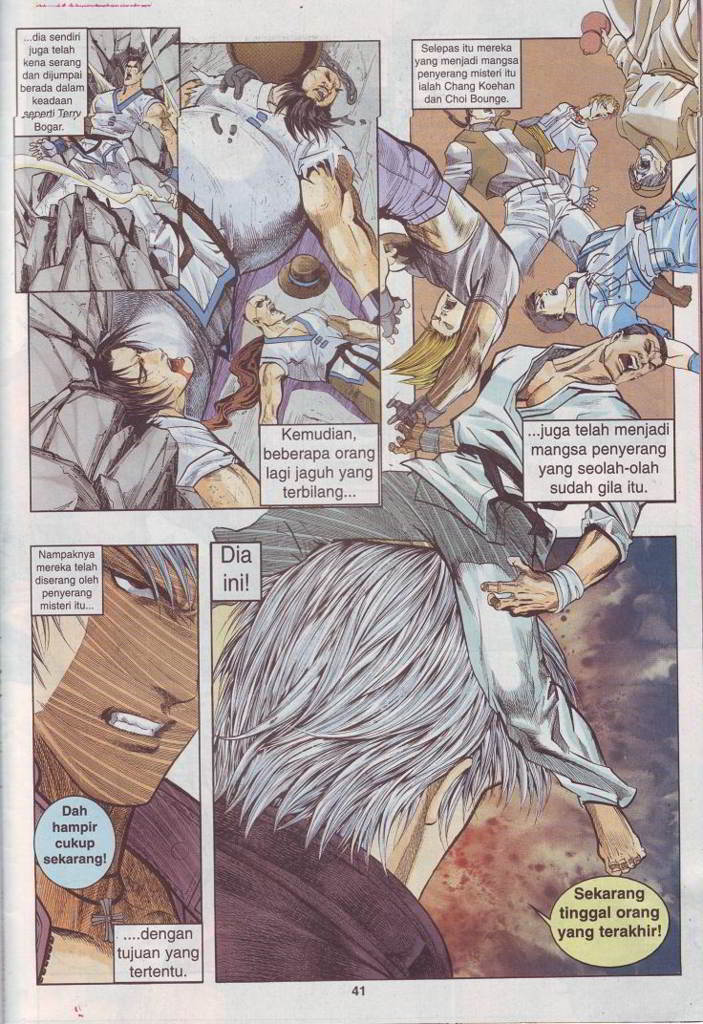 ...dia sendiri
juga telah
kena serang
dan dijumpai
berada dalam
keadaan
seperti Terry
Bogar.
Selepas itu mereka
yang menjadi mangsa
penyerang misteri itu
ialah Chang Koehan
dan Choi Bounge.
Kemudian,
beberapa orang
lagi jaguh yang
terbilang...
...juga telah menjadi
mangsa penyerang
yang seolah-olah
sudah gila itu.
Nampaknya
mereka telah
diserang oleh
penyerang
misteri itu...
Dah
hampir
cukup
sekarang!
....dengan
tujuan yang
tertentu.
Dia
ini!
Sekarang
tinggal orang
yang terakhir!
41